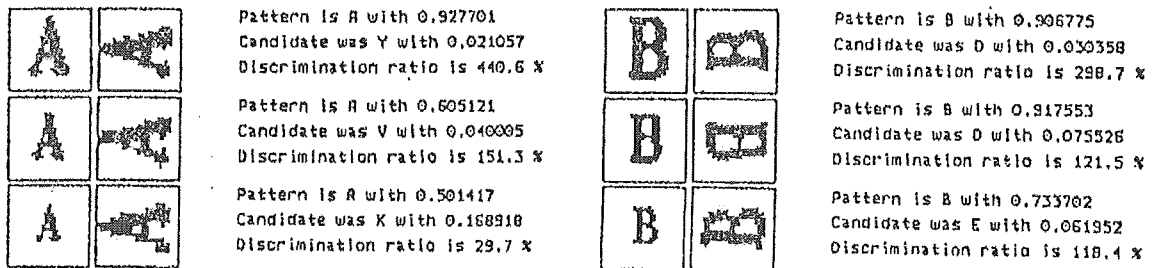 Pattern is A with 0.927701
Candidate was Y with 0.021057
Discrimination ratio is 440.6 %
Pattern is A with 0.605121
Candidate was V with 0.040005
Discrimination ratio is 151.3 %
Pattern is A with 0.501417
Candidate was K with 0.168918
Discrimination ratio is 29.7 %
Pattern is B with 0.906775
Candidate was D with 0.030358
Discrimination ratio is 298.7 %
Pattern is B with 0.917553
Candidate was D with 0.075526
Discrimination ratio is 121.5 %
Pattern is B with 0.733702
Candidate was E with 0.061952
Discrimination ratio is 118.4 %
A
A
A
B
B
B